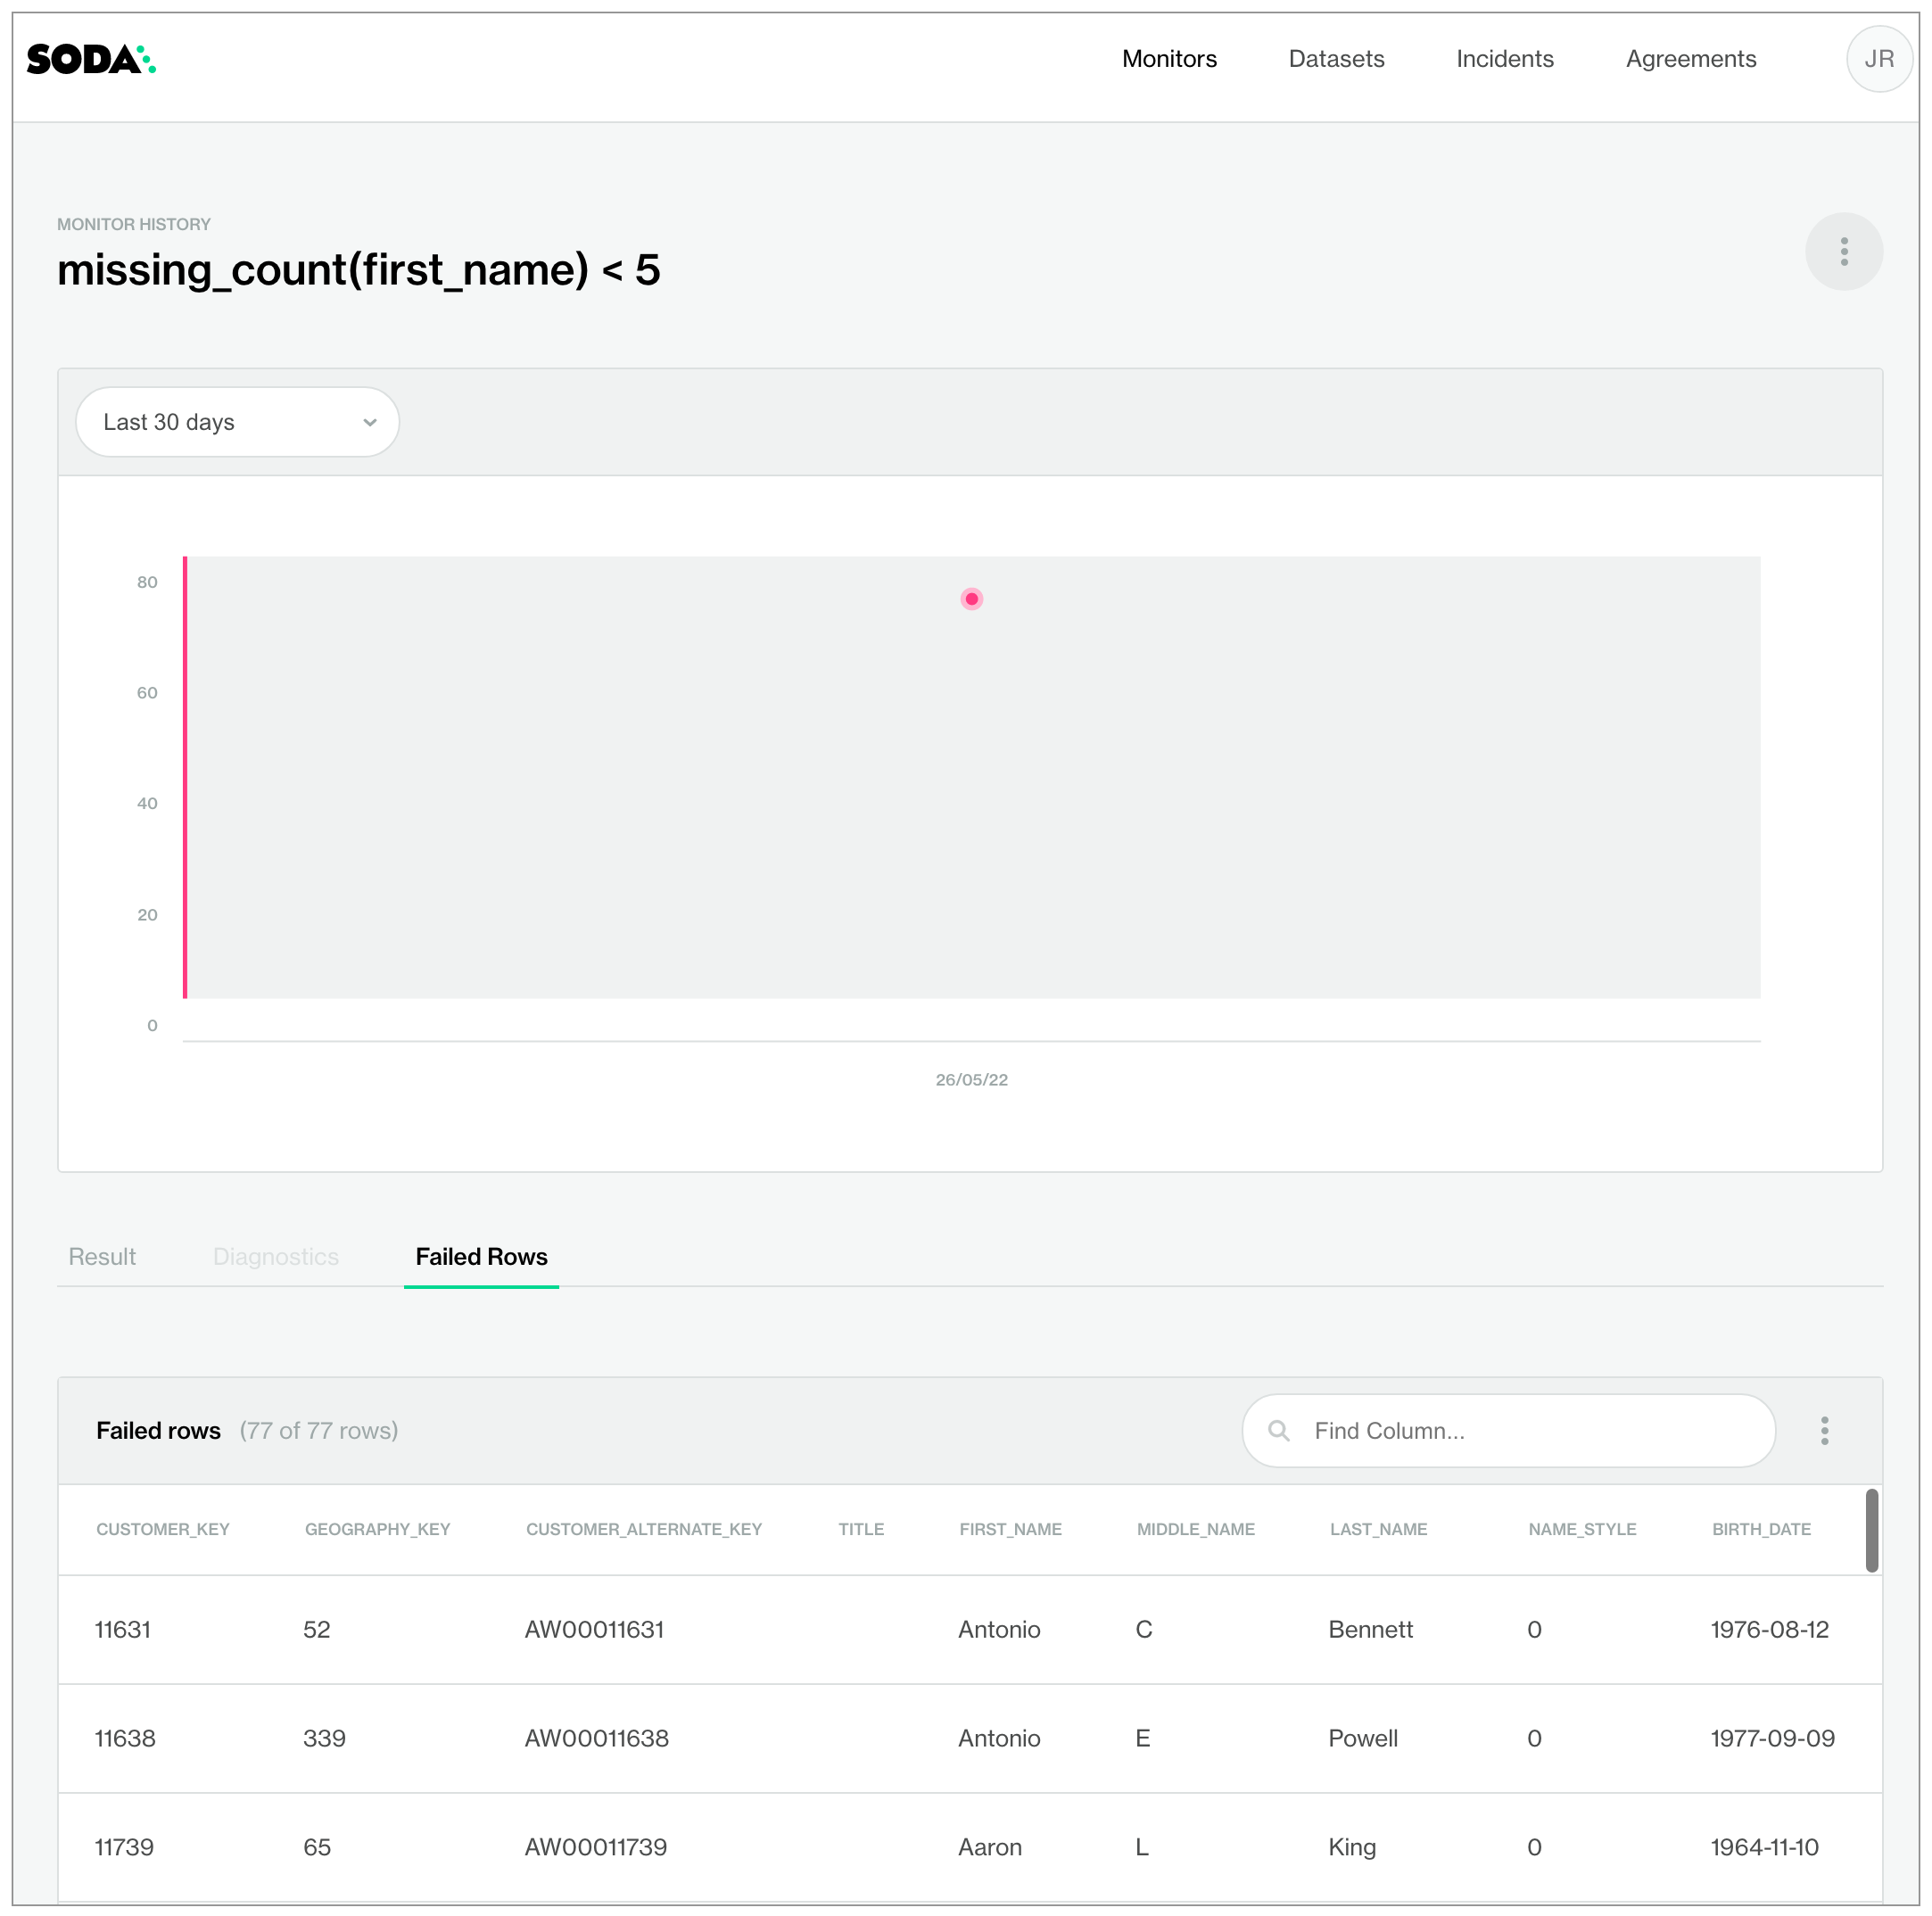 SODA
Monitors Datasets Incidents Agreements JR
MONITOR HISTORY
missing_count(first_name) < 5
Last 30 days
80
60
40
20
0
26/05/22
Result Diagnostics Failed Rows
Failed rows (77 of 77 rows) Find Column...
CUSTOMER_KEY GEOGRAPHY_KEY CUSTOMER_ALTERNATE_KEY TITLE FIRST_NAME MIDDLE_NAME LAST_NAME NAME_STYLE BIRTH_DATE
11631 52 AW00011631 Antonio C Bennett 0 1976-08-12
11638 339 AW00011638 Antonio E Powell 0 1977-09-09
11739 65 AW00011739 Aaron L King 0 1964-11-10